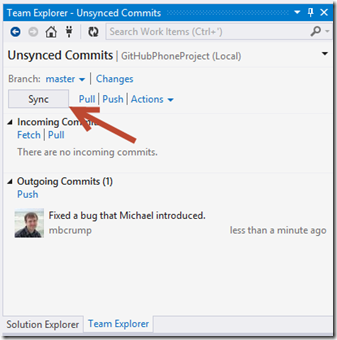 Team Explorer - Unsynced Commits
Search Work Items (Ctrl+')
Unsynced Commits | GitHubPhoneProject (Local)
Branch: master | Changes
Sync Pull | Push | Actions
Incoming Commits
Fetch | Pull
There are no incoming commits.
Outgoing Commits (1)
Push
Fixed a bug that Michael introduced.
mbcrump less than a minute ago
Solution Explorer Team Explorer